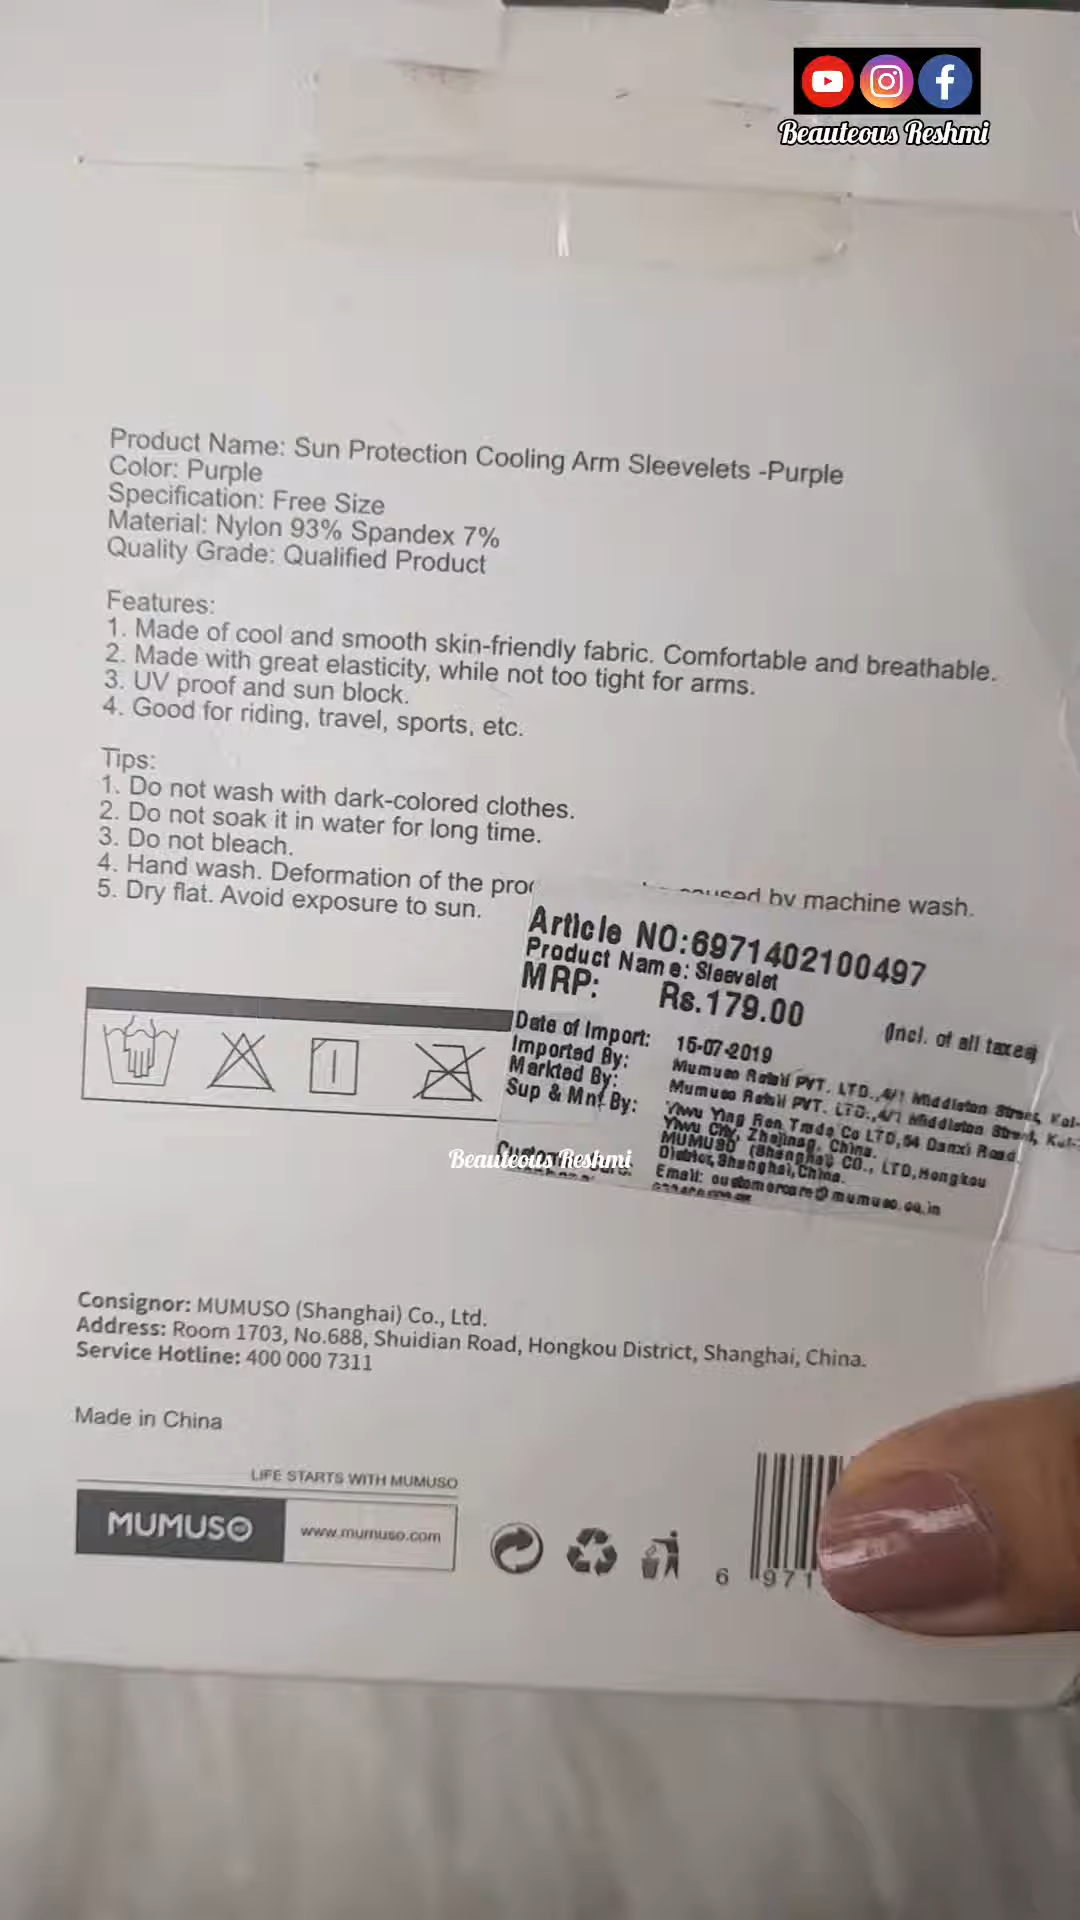 Beauteous Reshmi
Product Name: Sun Protection Cooling Arm Sleevelets -Purple
Color: Purple
Specification: Free Size
Material: Nylon 93% Spandex 7%
Quality Grade: Qualified Product
Features:
1. Made of cool and smooth skin-friendly fabric. Comfortable and breathable.
2. Made with great elasticity, while not too tight for arms.
3. UV proof and sun block.
4. Good for riding, travel, sports, etc.
Tips:
1. Do not wash with dark-colored clothes.
2. Do not soak it in water for long time.
3. Do not bleach.
4. Hand wash. Deformation of the by machine wash.
5. Dry flat. Avoid exposure to sun.
Article NO:6971402100497
Product Name: Sleevelet
MRP: Rs.179.00 (Incl. of all taxes)
Date of Import: 15-07-2019
Imported By: Mumuso Retail PVT. LTD.,4/1 Middleton Street, Kol-
Markted By: Mumuso Retail PVT. LTD.,4/1 Middleton Street, Kol-
Sup & Mnf By: Yiwu Ying Ren Trade Co LTD,54 Danxi Road,
Yiwu City, Zhejinag, China.
MUMUSO (Shanghai) CO., LTD,Hongkou
District,Shanghai,China.
Email: customercare@mumuso.co.in
Beauteous Reshmi
Consignor: MUMUSO (Shanghai) Co., Ltd.
Address: Room 1703, No.688, Shuidian Road, Hongkou District, Shanghai, China.
Service Hotline: 400 000 7311
Made in China
LIFE STARTS WITH MUMUSO
MUMUSO www.mumuso.com
6 971